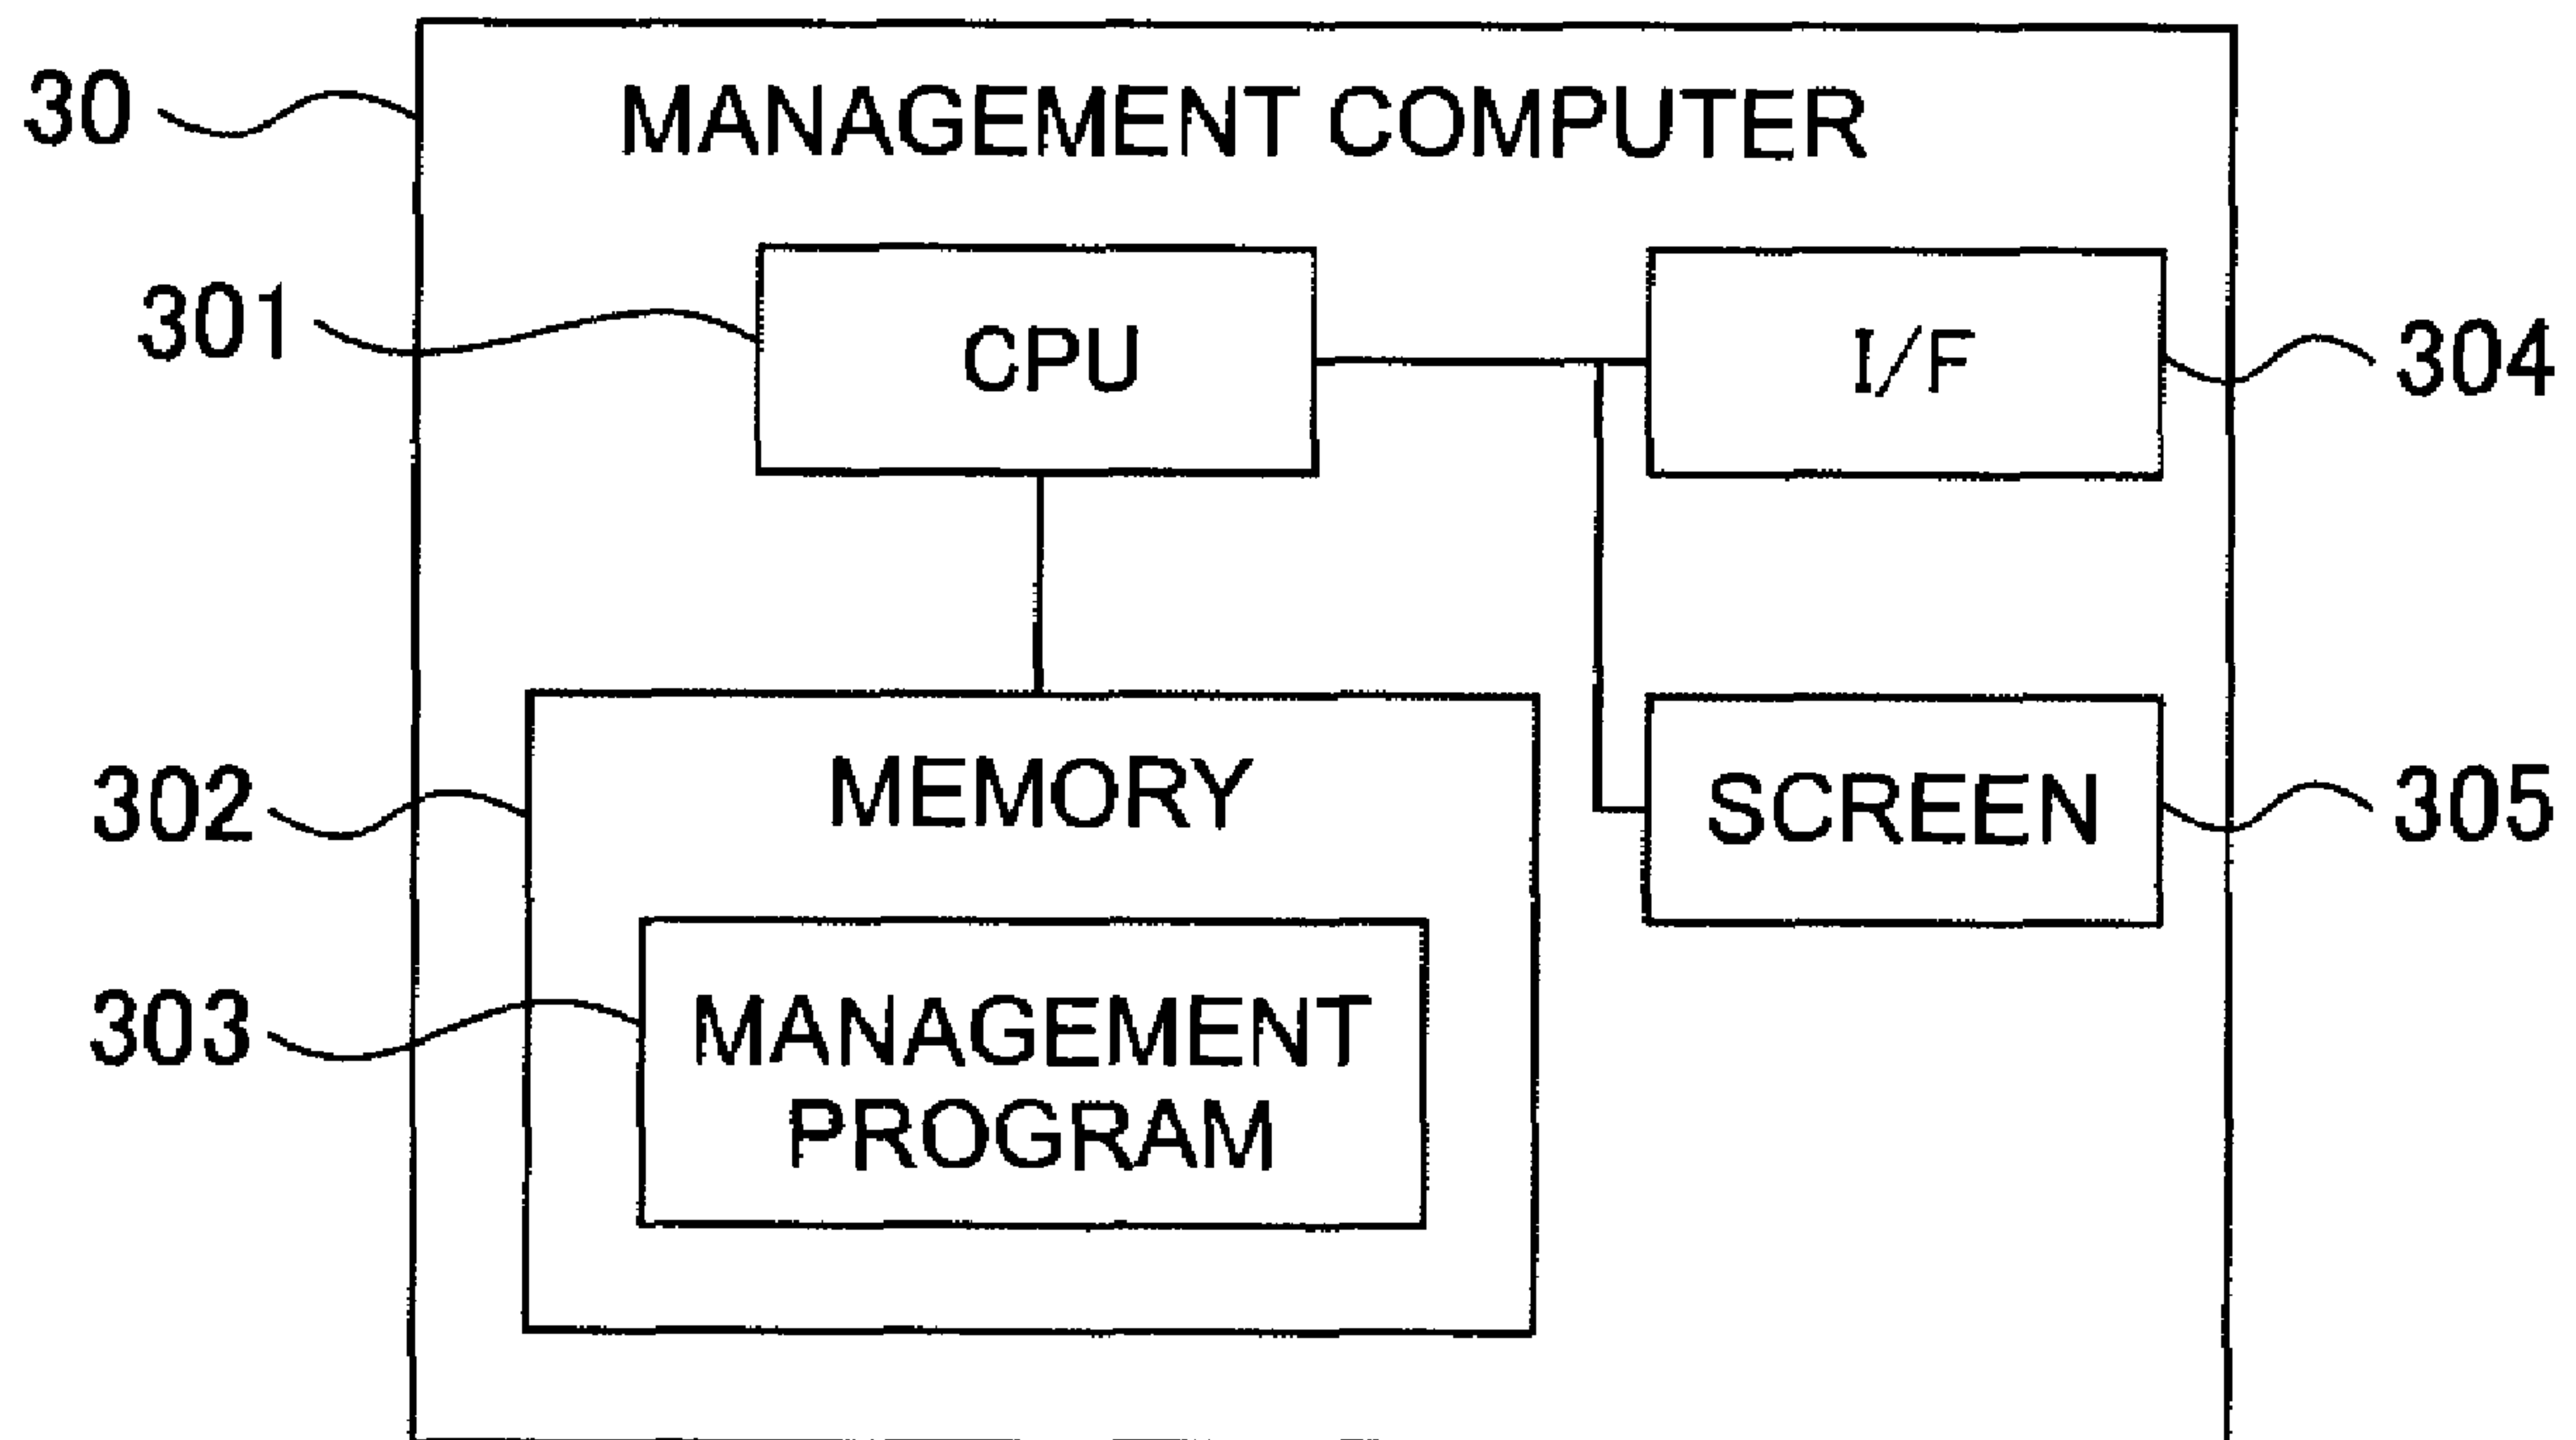 30
MANAGEMENT COMPUTER
301
CPU
I/F
304
302
MEMORY
SCREEN
305
303
MANAGEMENT
PROGRAM